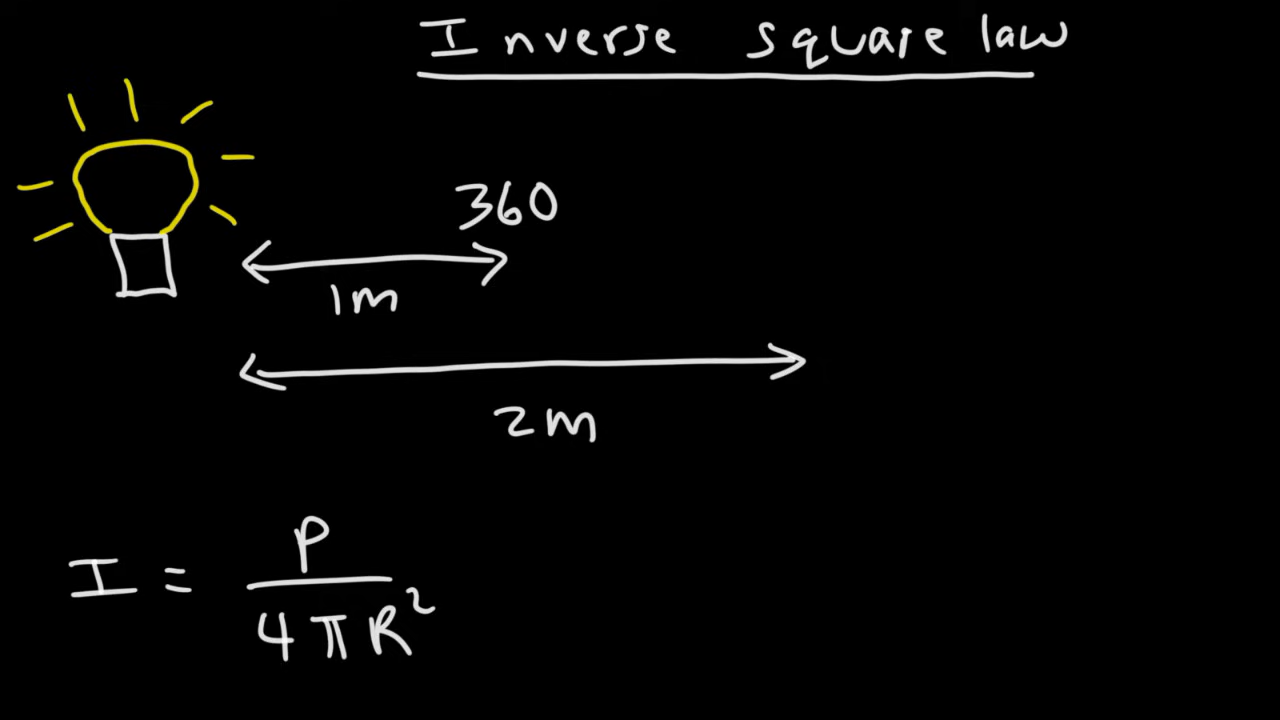 Inverse square law
360
1m
2m
I = P / 4πR²